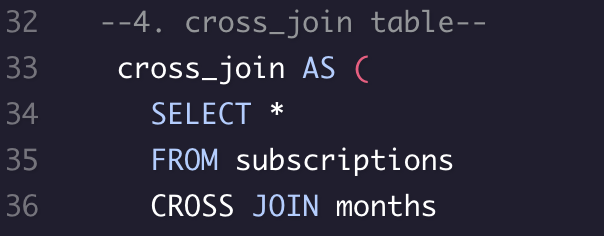 32 --4. cross_join table--
33 cross_join AS (
34 SELECT *
35 FROM subscriptions
36 CROSS JOIN months